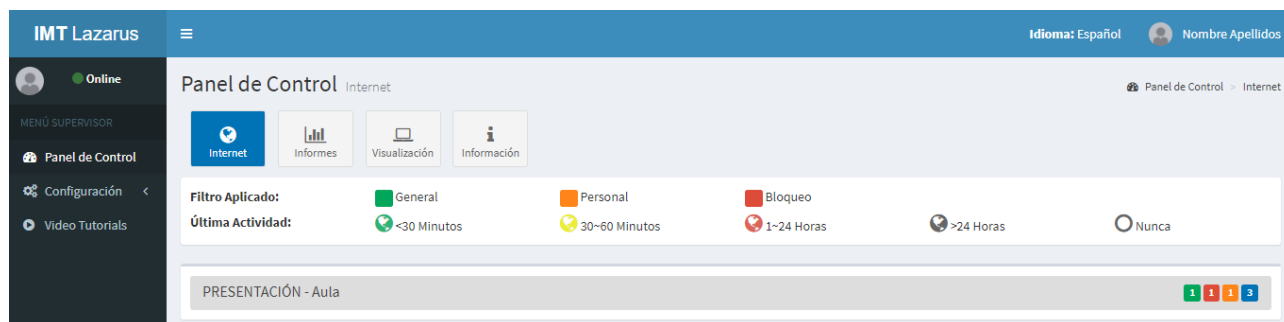 IMT Lazarus
Idioma: Español Nombre Apellidos
Online
MENÚ SUPERVISOR
Panel de Control
Configuración <
Video Tutorials
Panel de Control Internet
Panel de Control > Internet
Internet Informes Visualización Información
Filtro Aplicado: General Personal Bloqueo
Última Actividad: <30 Minutos 30~60 Minutos 1~24 Horas >24 Horas Nunca
PRESENTACIÓN - Aula 1 1 1 3